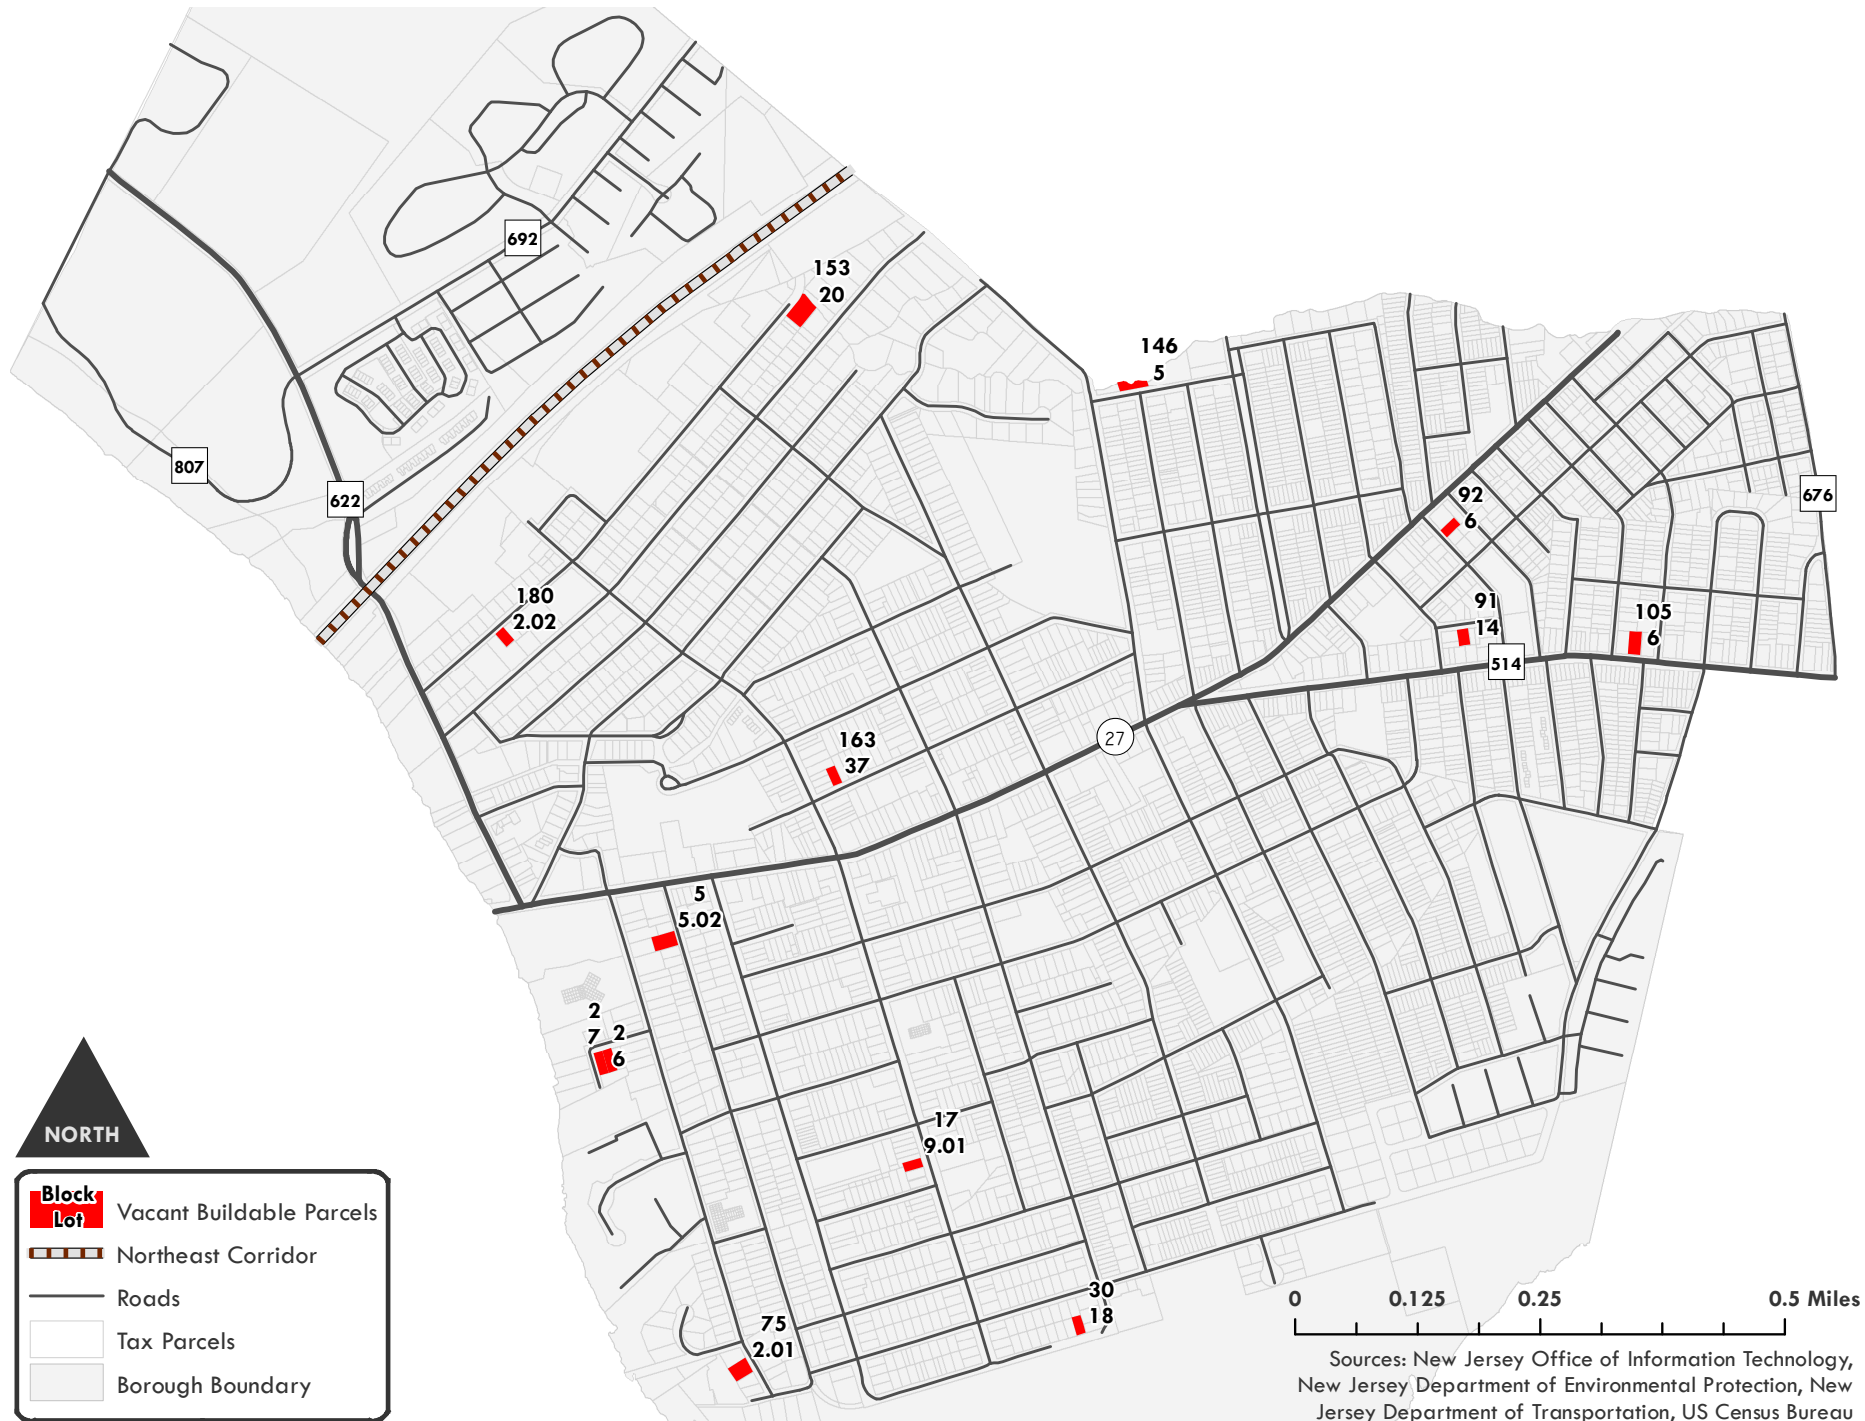 692
153
20
146
5
807
622
92
6
676
180
2.02
91
14
105
6
514
27
163
37
5
5.02
2
7
2
6
17
9.01
30
18
75
2.01
NORTH
Block
Lot
Vacant Buildable Parcels
Northeast Corridor
Roads
Tax Parcels
Borough Boundary
0 0.125 0.25 0.5 Miles
Sources: New Jersey Office of Information Technology,
New Jersey Department of Environmental Protection, New
Jersey Department of Transportation, US Census Bureau